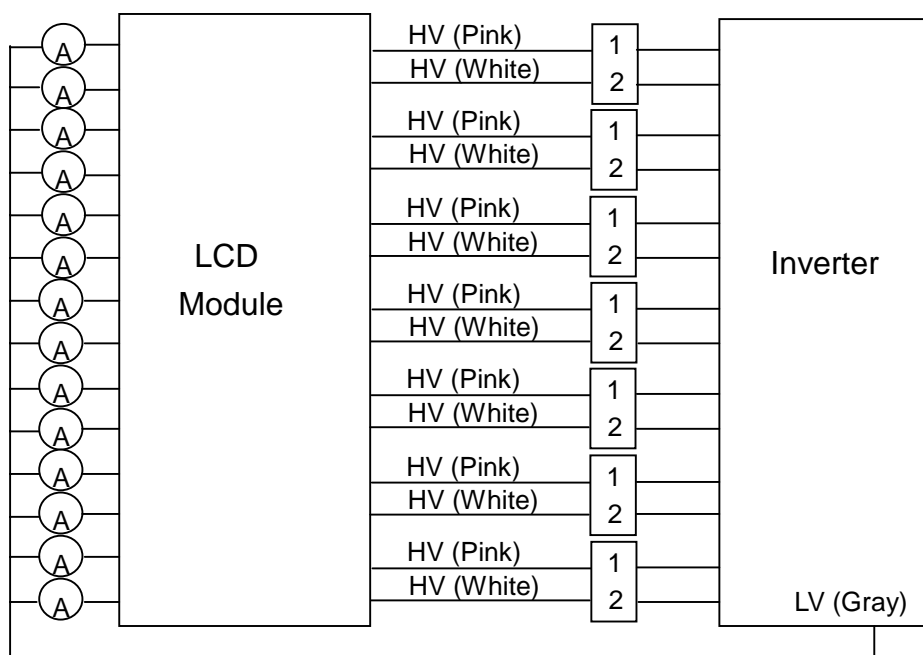 A
A
A
A
A
A
A
A
A
A
A
A
A
A
LCD
Module
HV (Pink)
HV (White)
HV (Pink)
HV (White)
HV (Pink)
HV (White)
HV (Pink)
HV (White)
HV (Pink)
HV (White)
HV (Pink)
HV (White)
HV (Pink)
HV (White)
1
2
1
2
1
2
1
2
1
2
1
2
1
2
Inverter
LV (Gray)